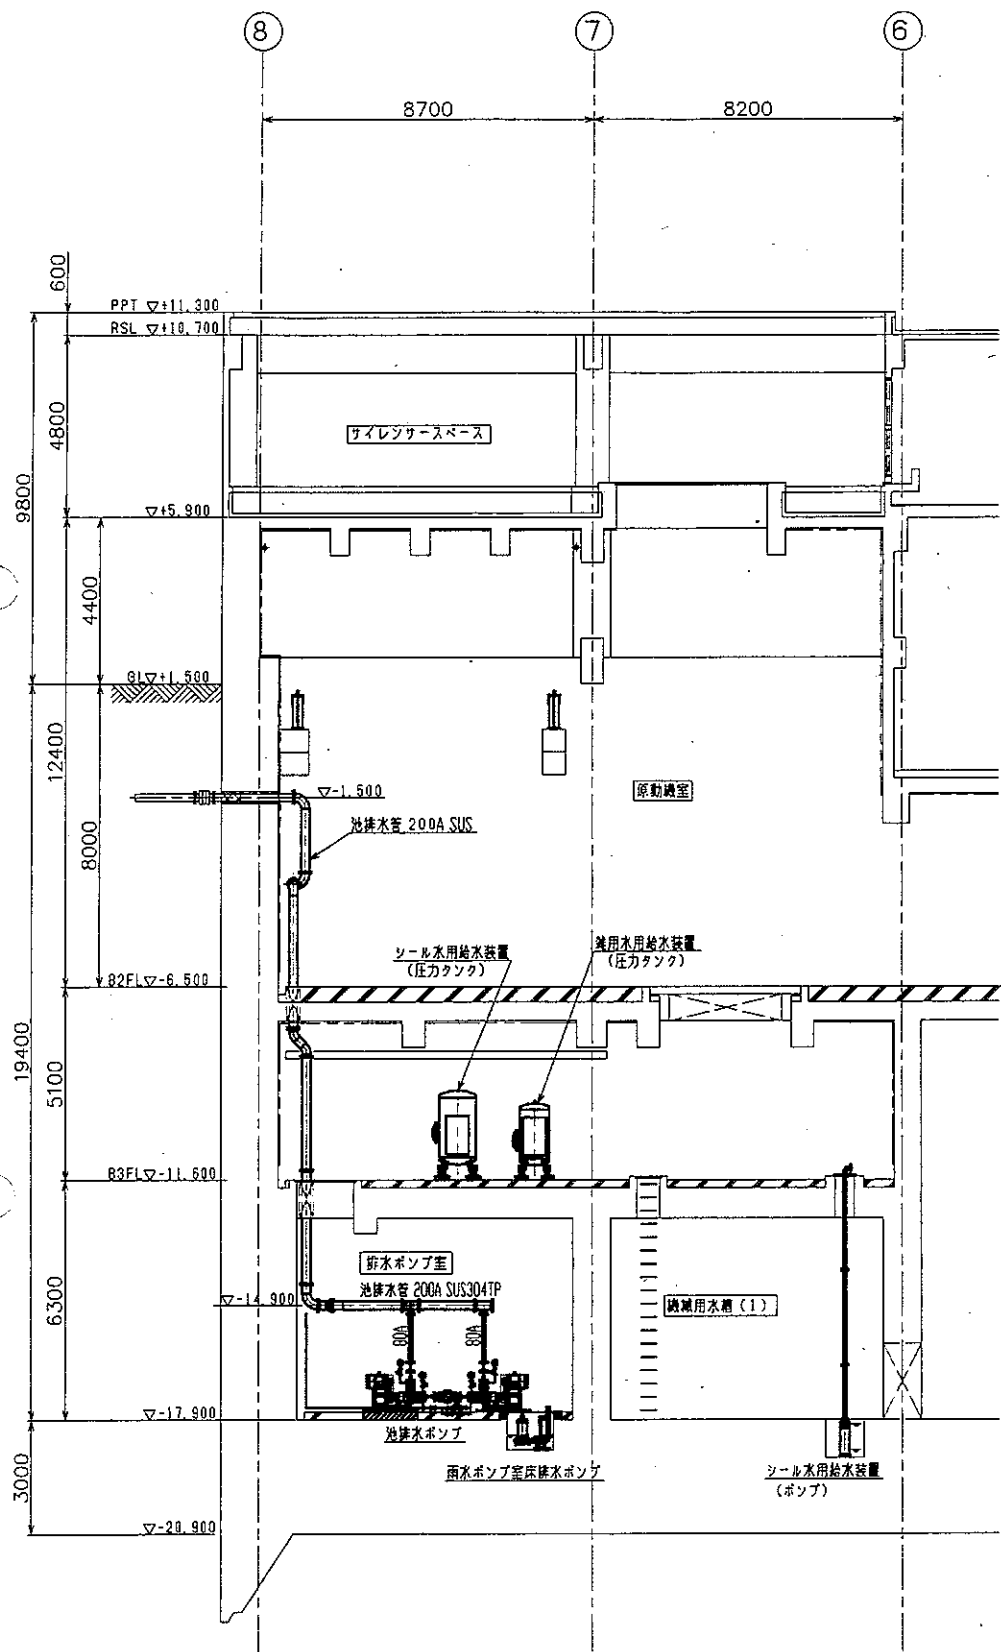 8
7
6
8700
8200
600
PPT ▽+11,300
RSL ▽+10,700
4800
サイレンサースペース
9800
▽+5,900
4400
GL▽+1,500
12400
▽-1,500
原動機室
池排水管 200A SUS
8000
シール水用給水装置
(圧力タンク)
雑用水用給水装置
(圧力タンク)
B2FL▽-6,500
19400
5100
B3FL▽-11,600
排水ポンプ室
池排水管 200A SUS304TP
▽-14,900
機械用水槽(1)
6300
80A
80A
▽-17,900
池排水ポンプ
雨水ポンプ室床排水ポンプ
シール水用給水装置
(ポンプ)
3000
▽-20,900